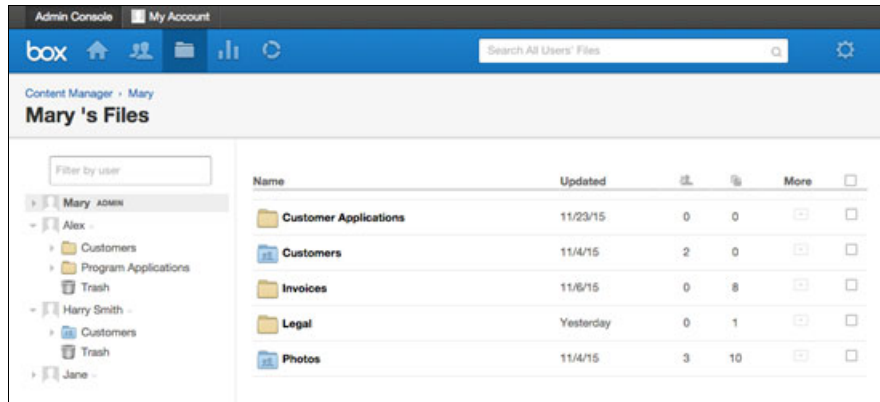 Admin Console My Account
box Search All Users' Files
Content Manager › Mary
Mary 's Files
Filter by user
Mary ADMIN
Alex
Customers
Program Applications
Trash
Harry Smith
Customers
Trash
Jane
Name Updated More
Customer Applications 11/23/15 0 0
Customers 11/4/15 2 0
Invoices 11/6/15 0 8
Legal Yesterday 0 1
Photos 11/4/15 3 10